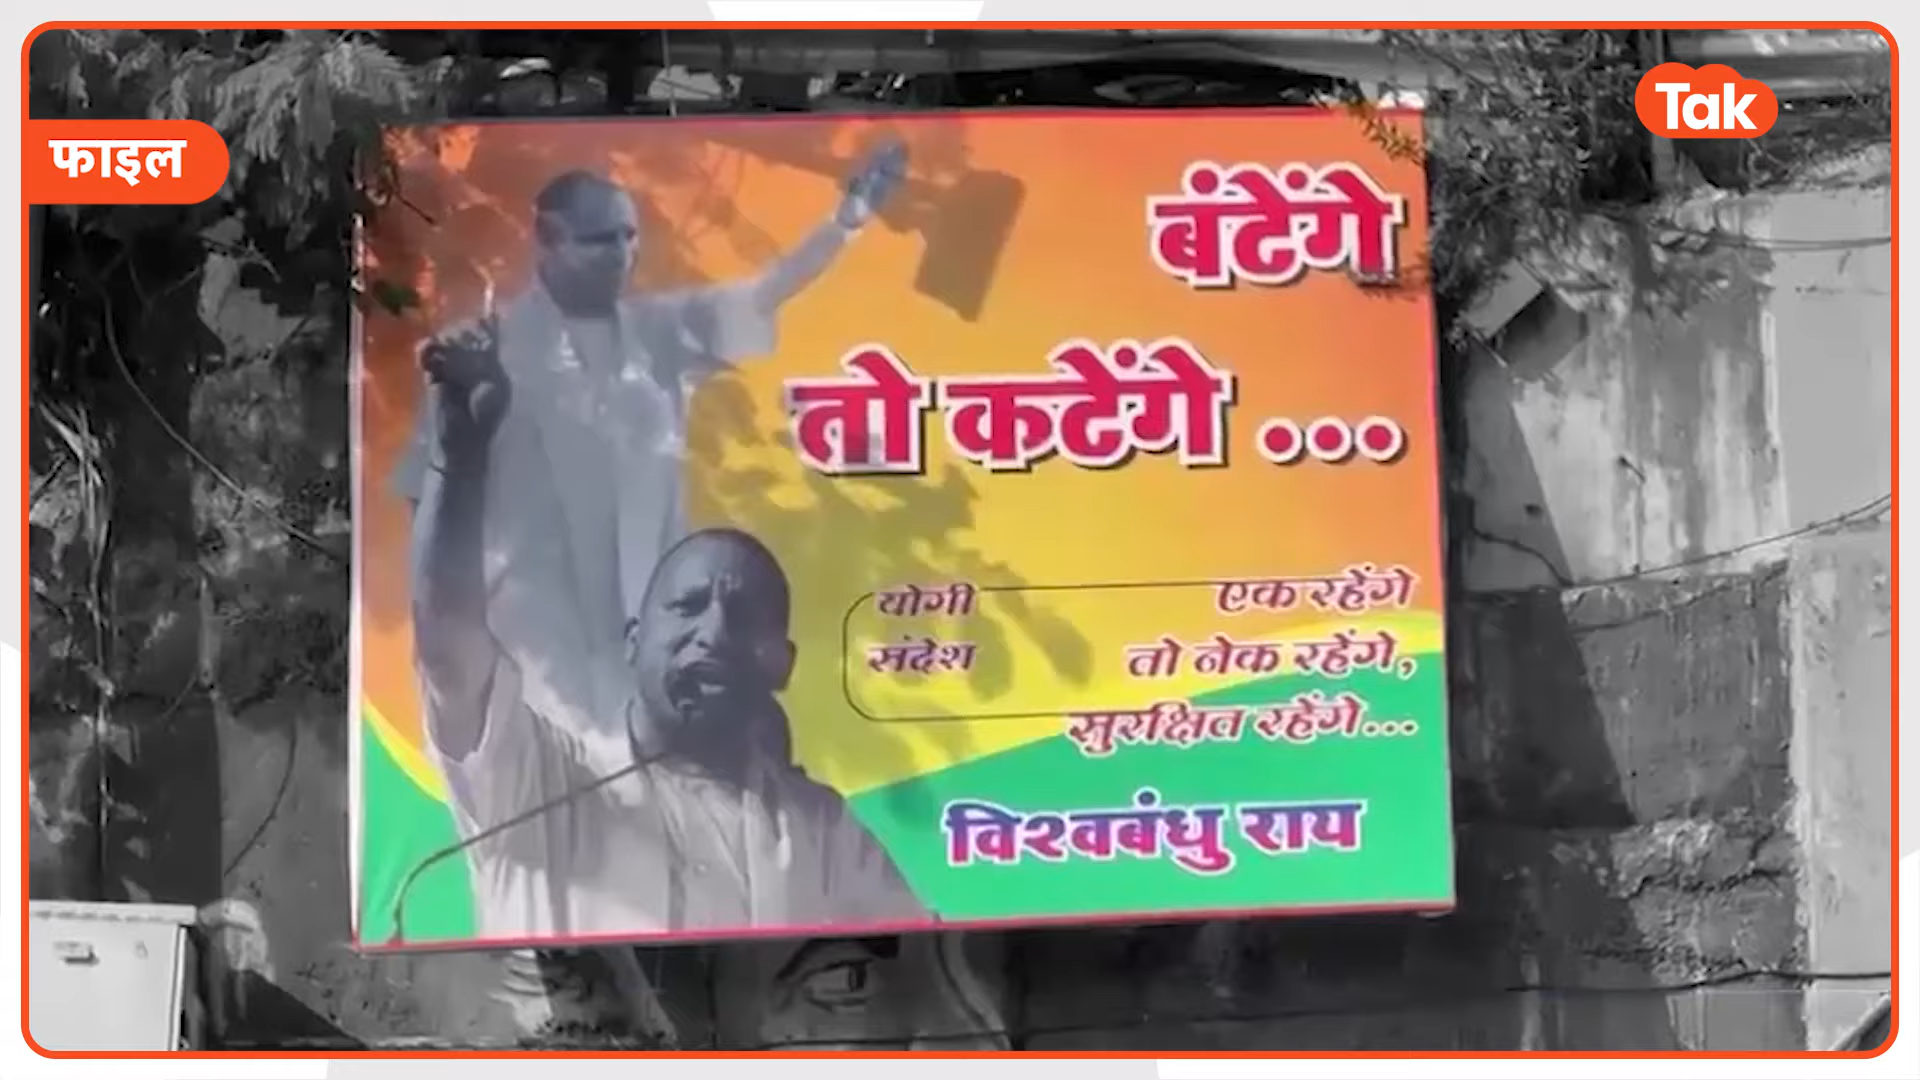 फाइल
Tak
बंटेंगे
तो कटेंगे ...
योगी
संदेश
एक रहेंगे
तो नेक रहेंगे,
सुरक्षित रहेंगे...
विश्वबंधु राय